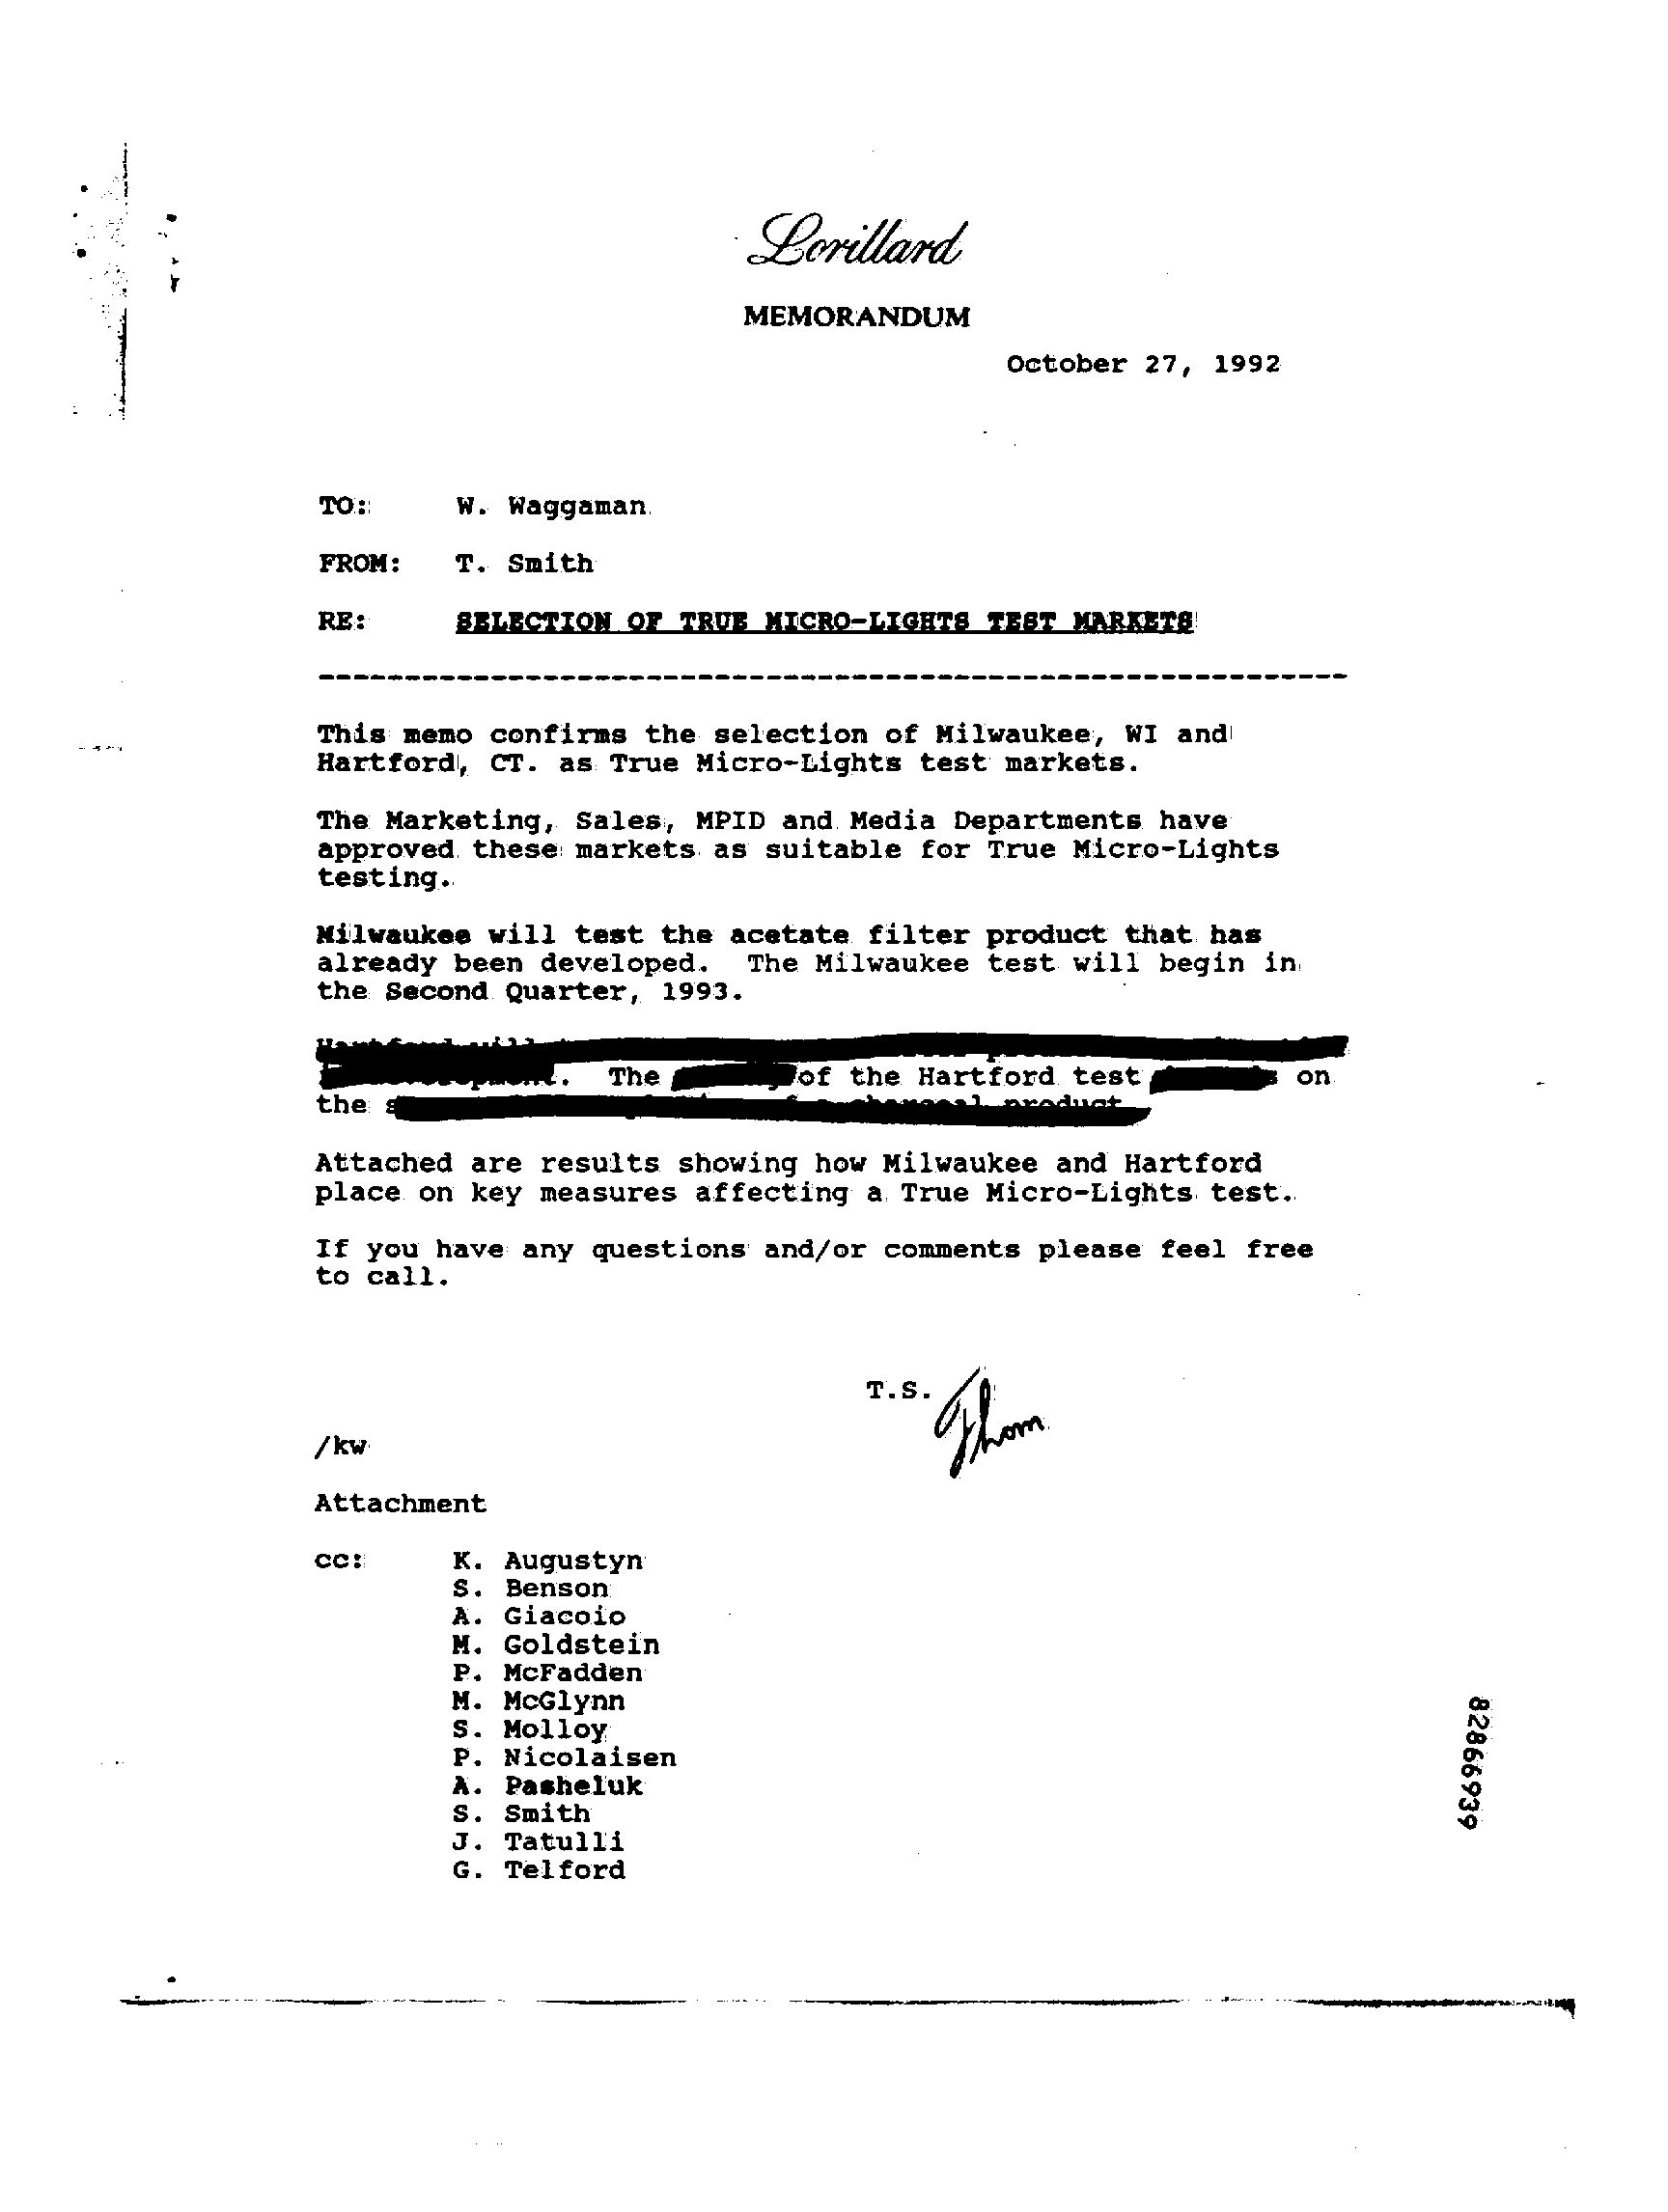 Lorillard
MEMORANDUM
October 27, 1992
TO: W. Waggaman
FROM: T. Smith
RE: SELECTION OF TRUE MICRO-LIGHTS TEST MARKETS
This memo confirms the selection of Milwaukee, WI and
Hartford, CT. as True Micro-Lights test markets.
The Marketing, Sales, MPID and Media Departments have
approved these markets as suitable for True Micro-Lights
testing.
Milwaukee will test the acetate filter product that has
already been developed. The Milwaukee test will begin in
the Second Quarter, 1993.
The of the Hartford test on
the
Attached are results showing how Milwaukee and Hartford
place on key measures affecting a True Micro-Lights test.
If you have any questions and/or comments please feel free
to call.
T.S. Thom
/kw
Attachment
cc: K. Augustyn
S. Benson
A. Giacoio
M. Goldstein
P. McFadden
M. McGlynn
S. Molloy
P. Nicolaisen
A. Pasheluk
S. Smith
J. Tatulli
G. Telford
82866939